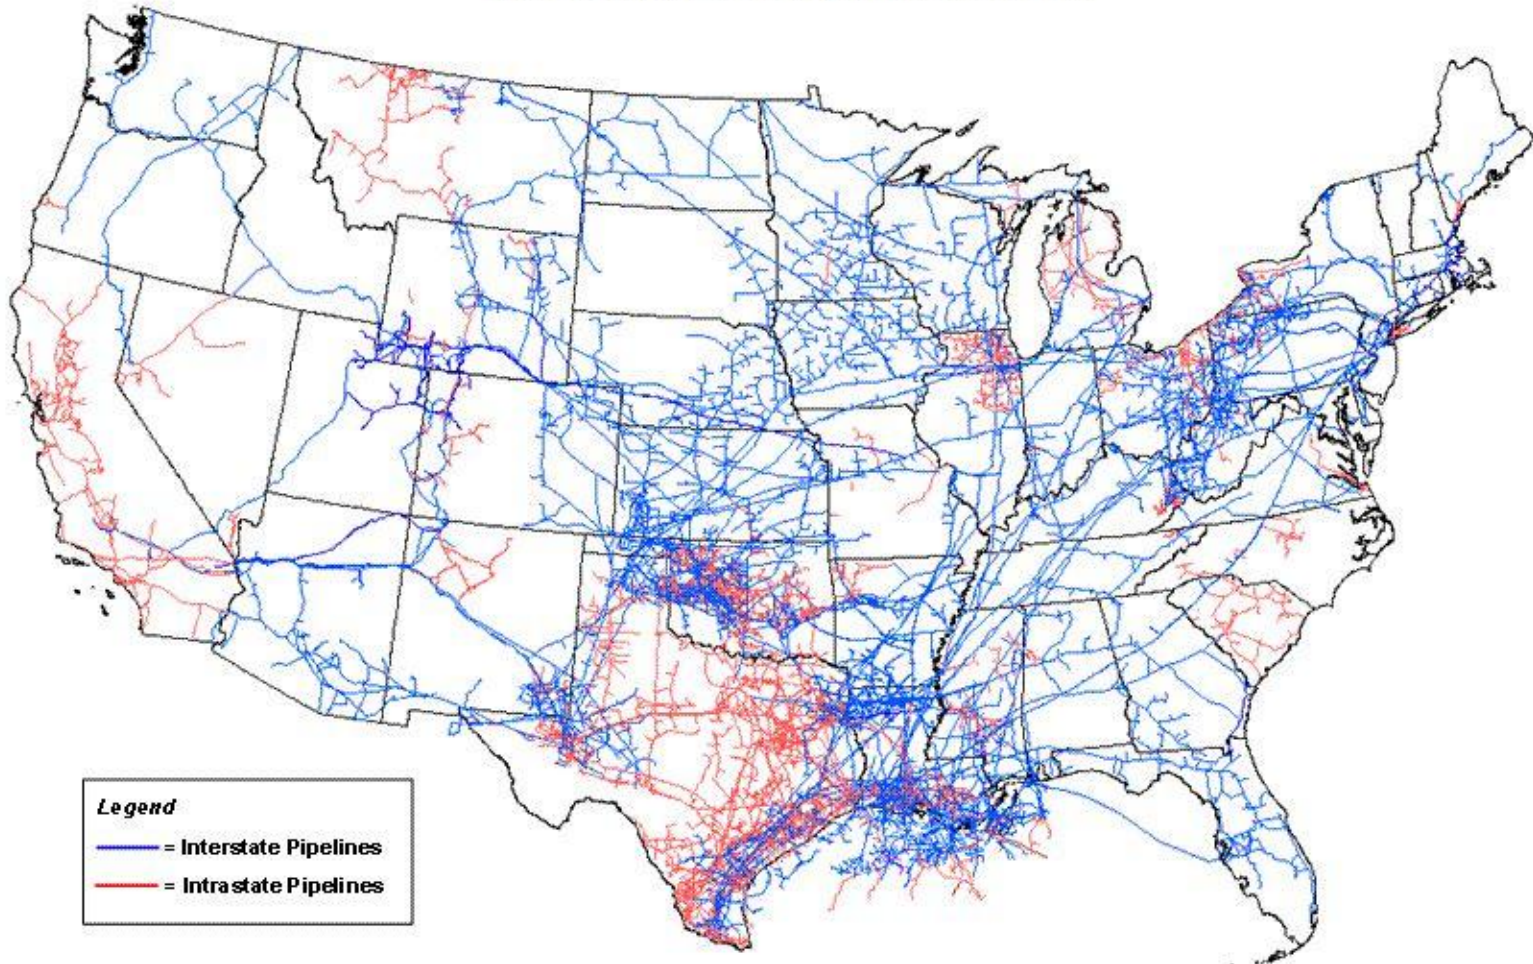 Legend
= Interstate Pipelines
= Intrastate Pipelines